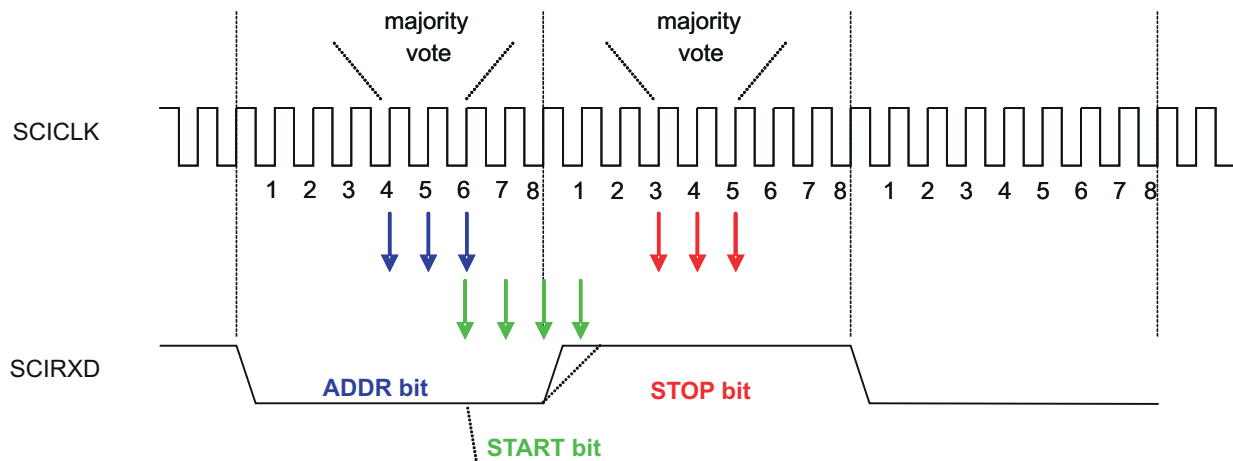 majority
vote
majority
vote
SCICLK
1 2 3 4 5 6 7 8 1 2 3 4 5 6 7 8 1 2 3 4 5 6 7 8
SCIRXD
ADDR bit
STOP bit
START bit